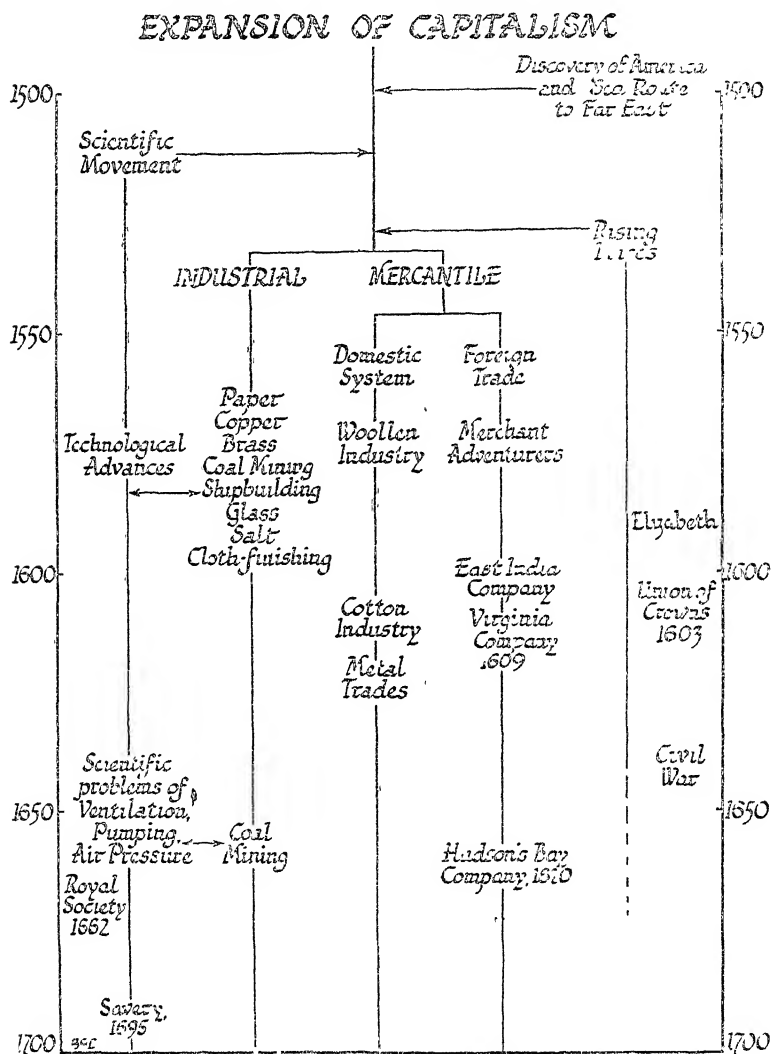 EXPANSION OF CAPITALISM
Discovery of America
and Sea Route
to Far East
1500
1500
Scientific
Movement
Rising
INDUSTRIAL
MERCANTILE
1550
1550
Domestic
System
Foreign
Trade
Paper
Copper
Brass
Coal Mining
Shipbuilding
Glass
Salt
Cloth-finishing
Technological
Advances
Woollen
Industry
Merchant
Adventurers
Elizabeth
1600
1600
East India
Company
Virginia
Company
1609
Union of
Crowns
1603
Cotton
Industry
Metal
Trades
Civil
War
Scientific
problems of
Ventilation,
Pumping,
Air Pressure
1650
1650
Coal
Mining
Hudson's Bay
Company, 1670
Royal
Society
1662
Savery,
1695
1700
1700